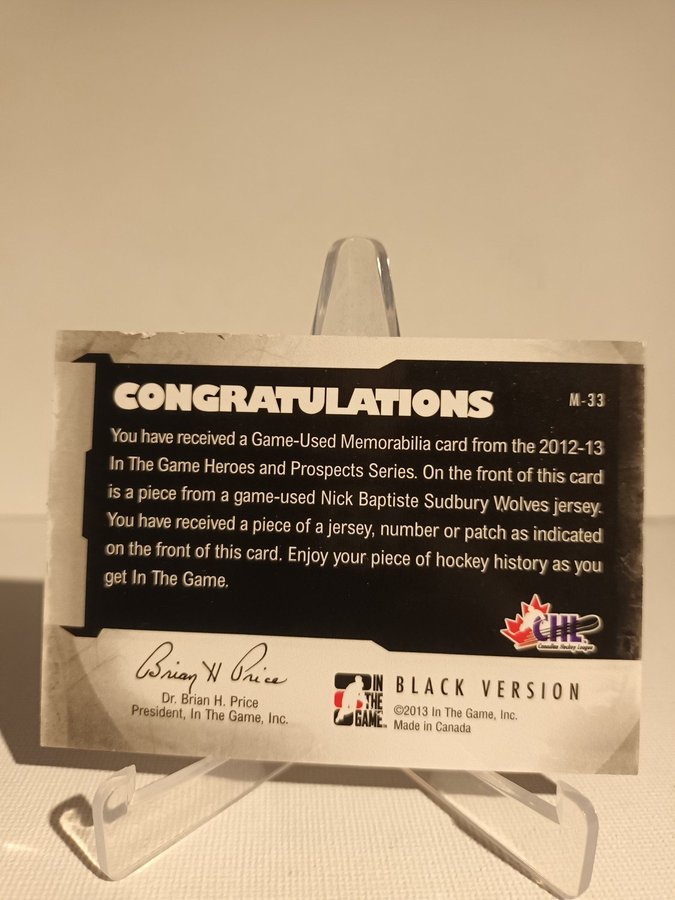 CONGRATULATIONS
M-33
You have received a Game-Used Memorabilia card from the 2012-13
In The Game Heroes and Prospects Series. On the front of this card
is a piece from a game-used Nick Baptiste Sudbury Wolves jersey.
You have received a piece of a jersey, number or patch as indicated
on the front of this card. Enjoy your piece of hockey history as you
get In The Game.
CHL
Canadian Hockey League
Brian H Price
Dr. Brian H. Price
President, In The Game, Inc.
IN
THE
GAME
BLACK VERSION
©2013 In The Game, Inc.
Made in Canada